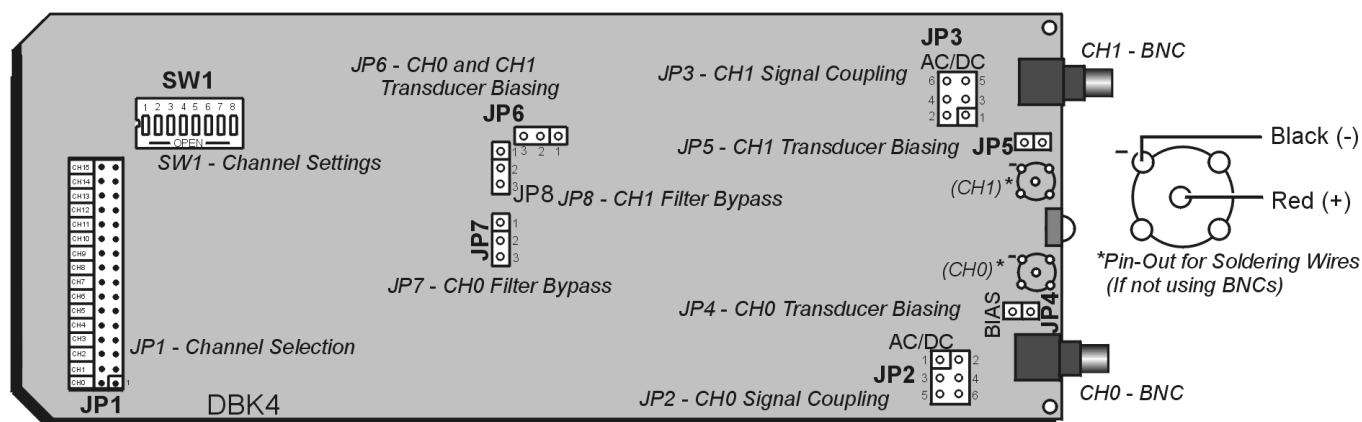 JP3
AC/DC
6 5
4 3
2 1
CH1 - BNC
JP6 - CH0 and CH1
Transducer Biasing
JP3 - CH1 Signal Coupling
SW1
1 2 3 4 5 6 7 8
OPEN
SW1 - Channel Settings
JP6
3 2 1
1
2
3
JP8
JP8 - CH1 Filter Bypass
JP5 - CH1 Transducer Biasing
JP5
(CH1) *
-
Black (-)
-
Red (+)
*Pin-Out for Soldering Wires
(If not using BNCs)
CH15
CH14
CH13
CH12
CH11
CH10
CH9
CH8
CH7
CH6
CH5
CH4
CH3
CH2
CH1
CH0
1
JP1
JP1 - Channel Selection
JP7
1
2
3
JP7 - CH0 Filter Bypass
(CH0) *
-
JP4 - CH0 Transducer Biasing
BIAS
JP4
AC/DC
1 2
3 4
5 6
JP2
JP2 - CH0 Signal Coupling
CH0 - BNC
DBK4